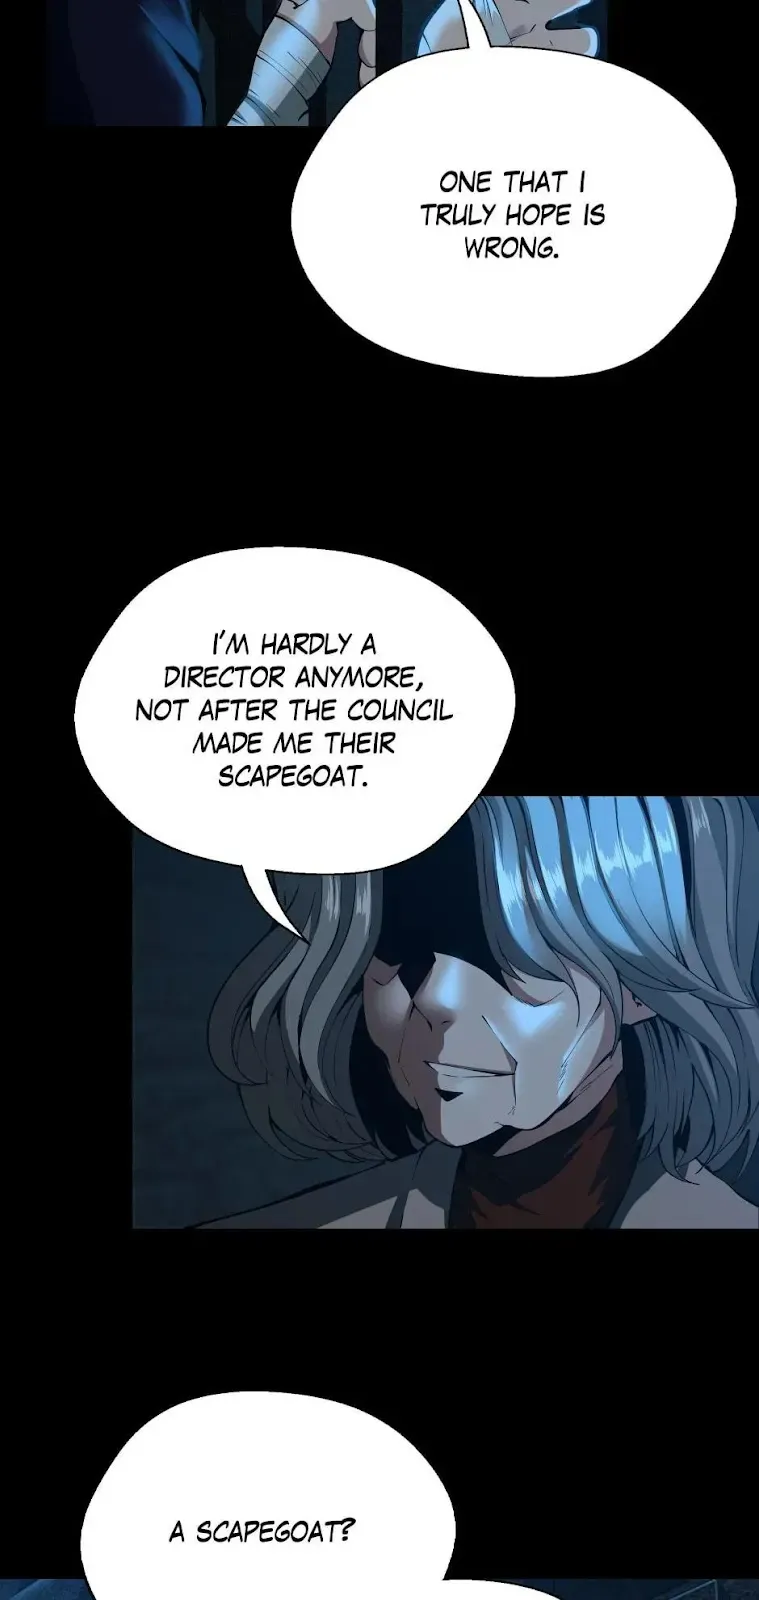 ONE THAT I
TRULY HOPE IS
WRONG.
I'M HARDLY A
DIRECTOR ANYMORE,
NOT AFTER THE COUNCIL
MADE ME THEIR
SCAPEGOAT.
A SCAPEGOAT?